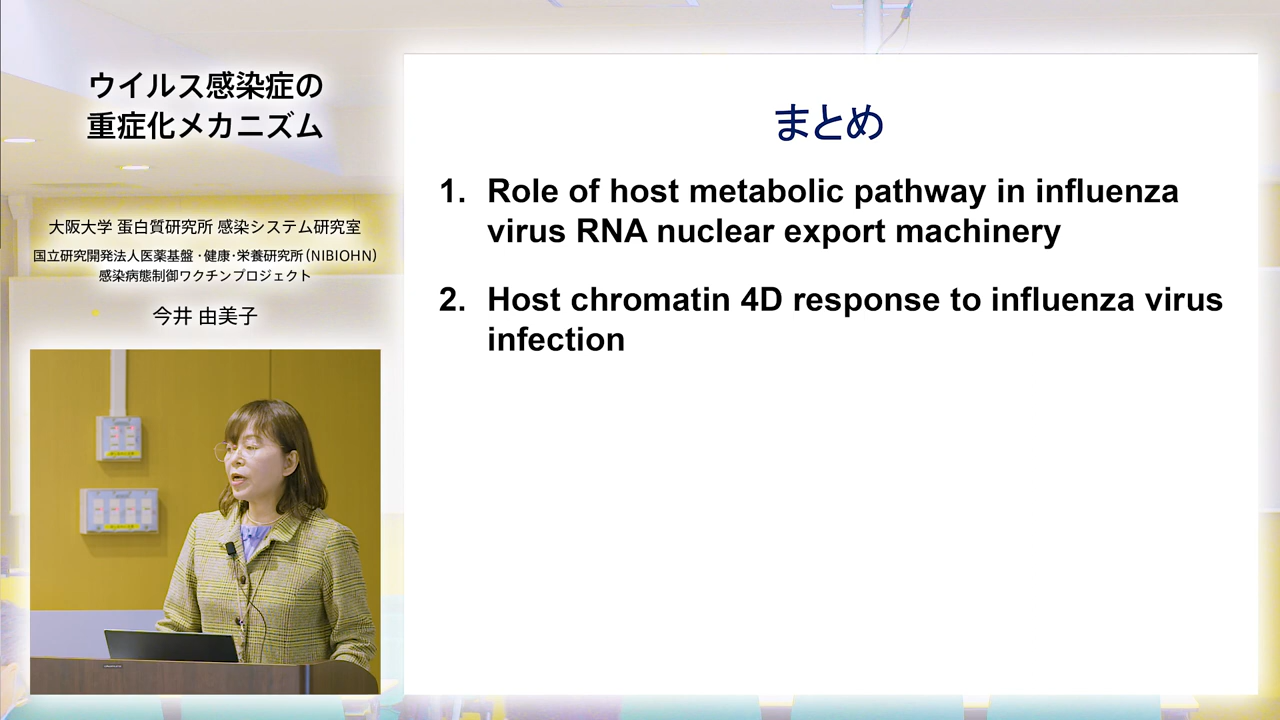 ウイルス感染症の
重症化メカニズム
大阪大学 蛋白質研究所 感染システム研究室
国立研究開発法人医薬基盤・健康・栄養研究所（NIBIOHN）
感染病態制御ワクチンプロジェクト
今井 由美子
まとめ
1. Role of host metabolic pathway in influenza
virus RNA nuclear export machinery
2. Host chromatin 4D response to influenza virus
infection